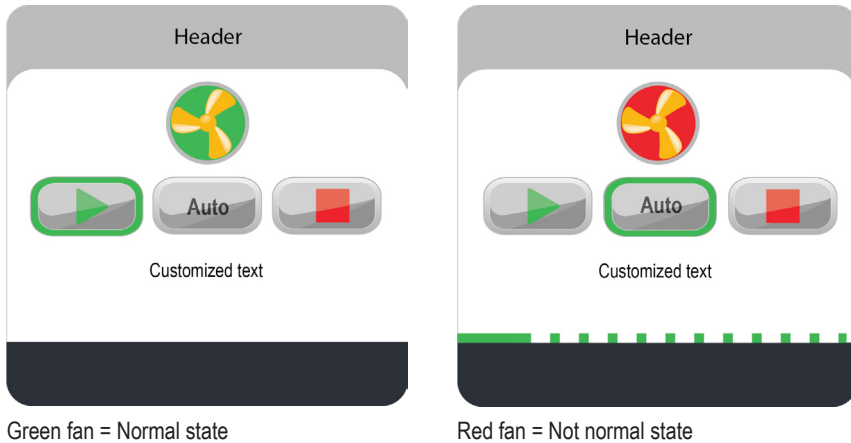 Header
Auto
Customized text
Green fan = Normal state
Header
Auto
Customized text
Red fan = Not normal state